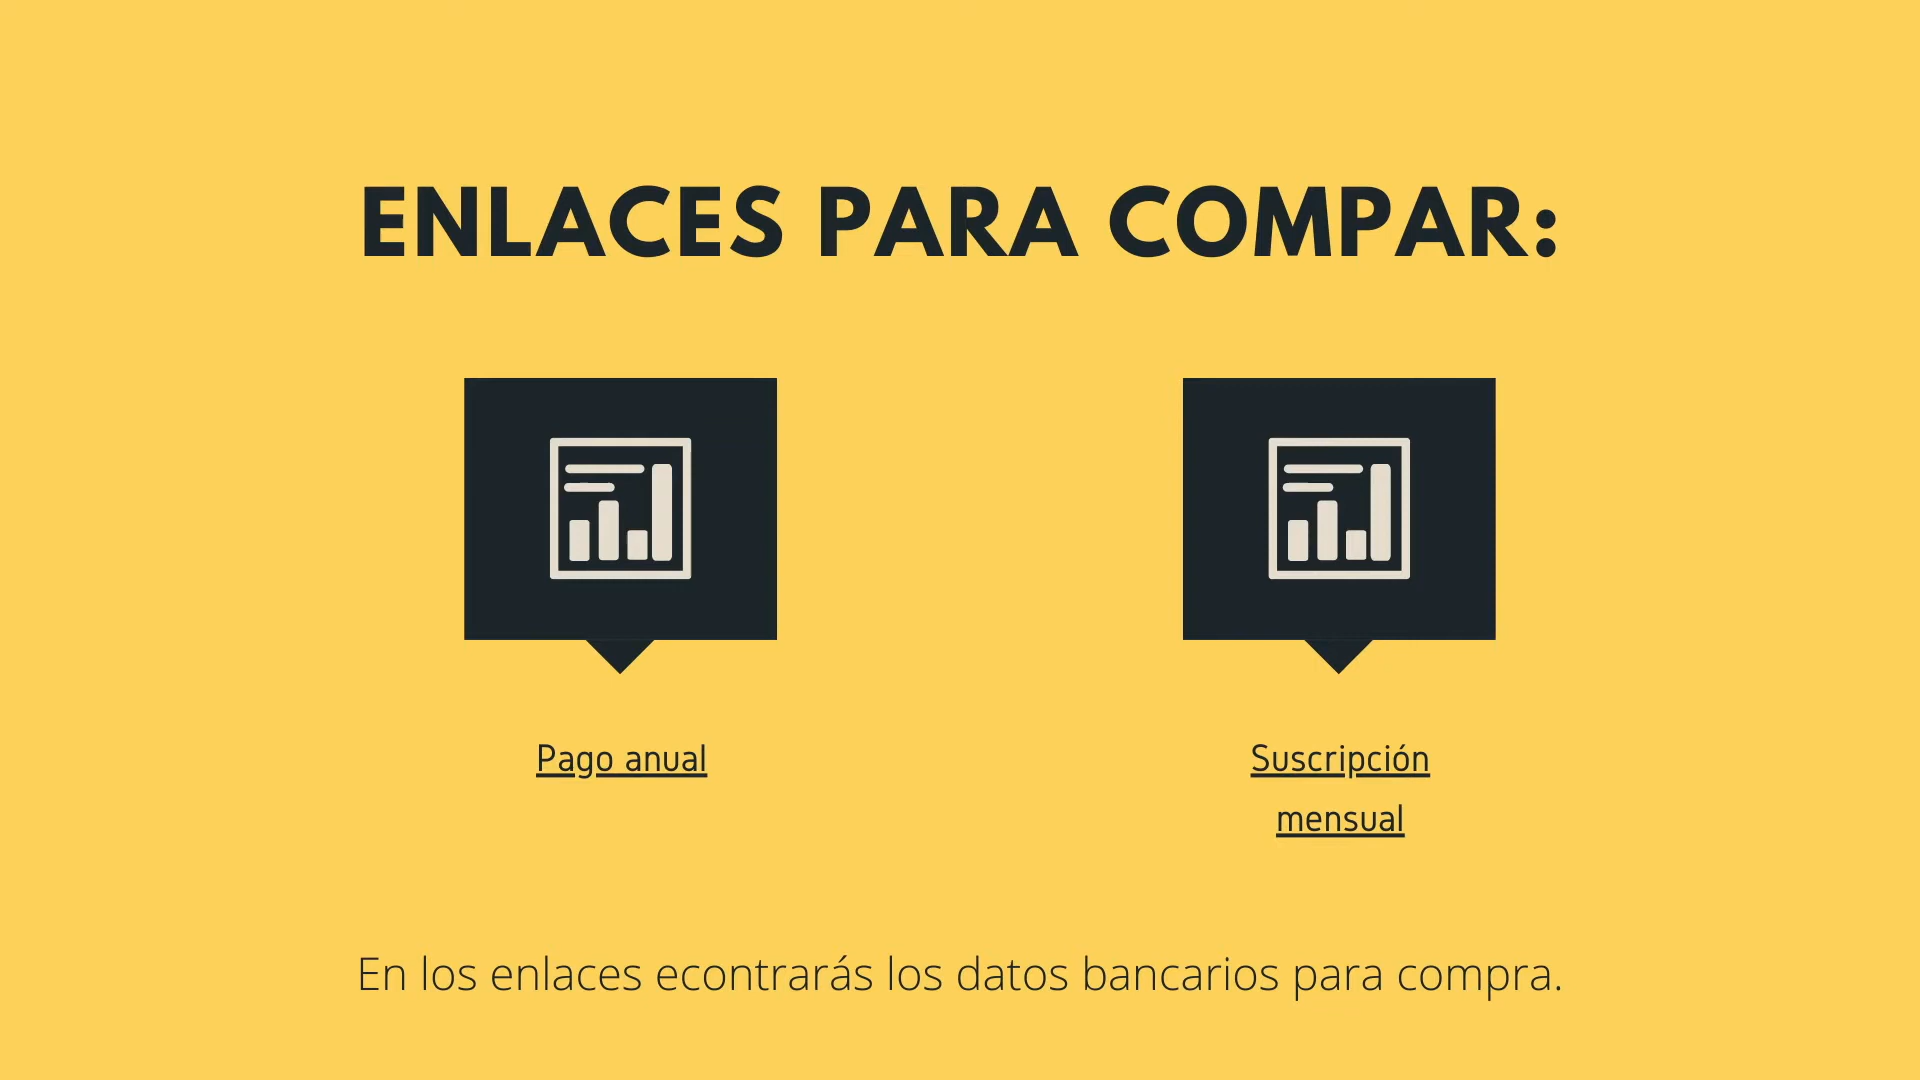 ENLACES PARA COMPAR:
Pago anual
Suscripción
mensual
En los enlaces econtrarás los datos bancarios para compra.